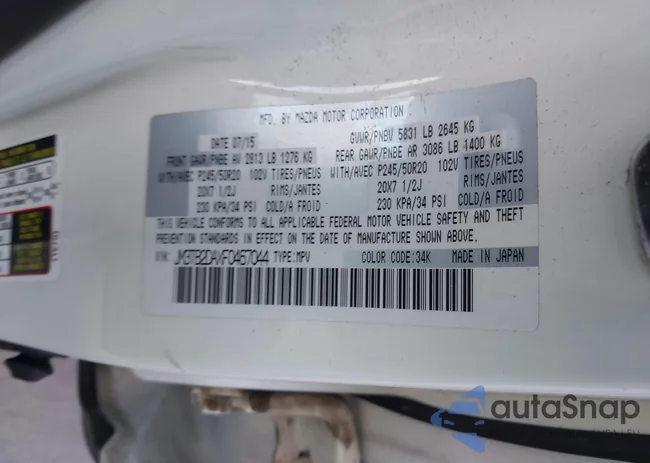 MFD. BY MAZDA MOTOR CORPORATION
DATE 07/15 GVWR/PNBV 5831 LB 2645 KG
FRONT GAWR/PNBE AV 2813 LB 1276 KG REAR GAWR/PNBE AR 3086 LB 1400 KG
WITH/AVEC P245/50R20 102V TIRES/PNEUS WITH/AVEC P245/50R20 102V TIRES/PNEUS
20X7 1/2J RIMS/JANTES 20X7 1/2J RIMS/JANTES
230 KPA/34 PSI COLD/A FROID 230 KPA/34 PSI COLD/A FROID
THIS VEHICLE CONFORMS TO ALL APPLICABLE FEDERAL MOTOR VEHICLE SAFETY AND THEFT
PREVENTION STANDARDS IN EFFECT ON THE DATE OF MANUFACTURE SHOWN ABOVE.
VIN: JM3TB2DAXF0467044 TYPE:MPV COLOR CODE:34K MADE IN JAPAN
autoSnap